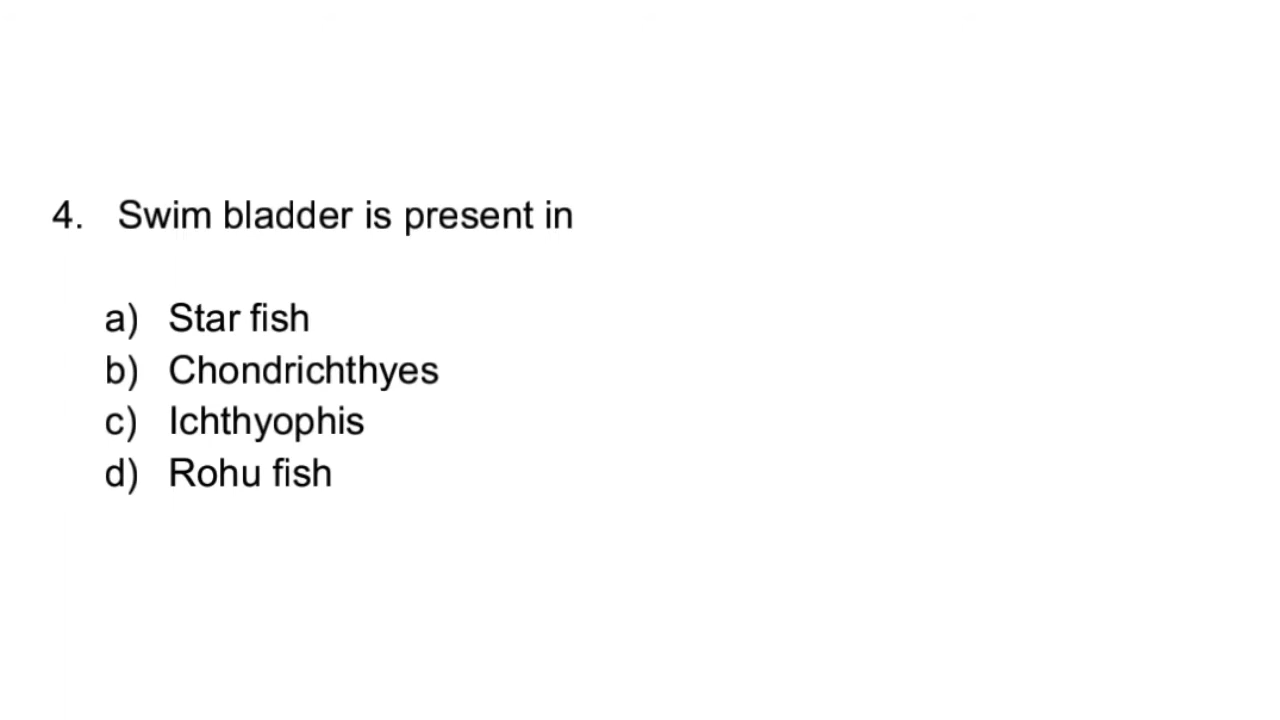 4. Swim bladder is present in
a) Star fish
b) Chondrichthyes
c) Ichthyophis
d) Rohu fish